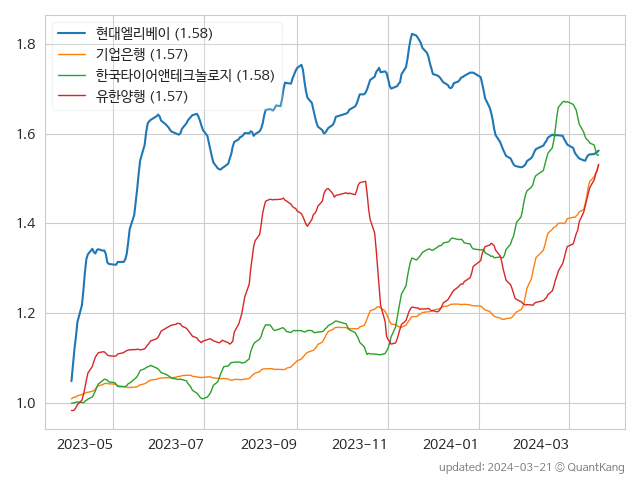 현대엘리베이 (1.58)
기업은행 (1.57)
한국타이어앤테크놀로지 (1.58)
유한양행 (1.57)
1.8
1.6
1.4
1.2
1.0
2023-05 2023-07 2023-09 2023-11 2024-01 2024-03
updated: 2024-03-21 © QuantKang